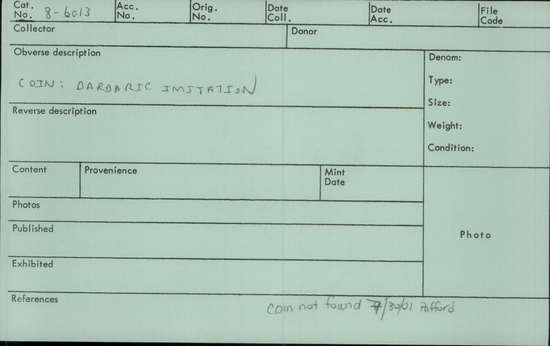 Cat. No. 8-6013 Acc. No. Orig. No. Date Coll. Date Acc. File Code
Collector Donor
Obverse description Denom:
COIN: BARBARIC IMITATION Type:
Size:
Reverse description
Weight:
Condition:
Content Provenience Mint Date
Photos
Published Photo
Exhibited
References
Coin not found /30/01